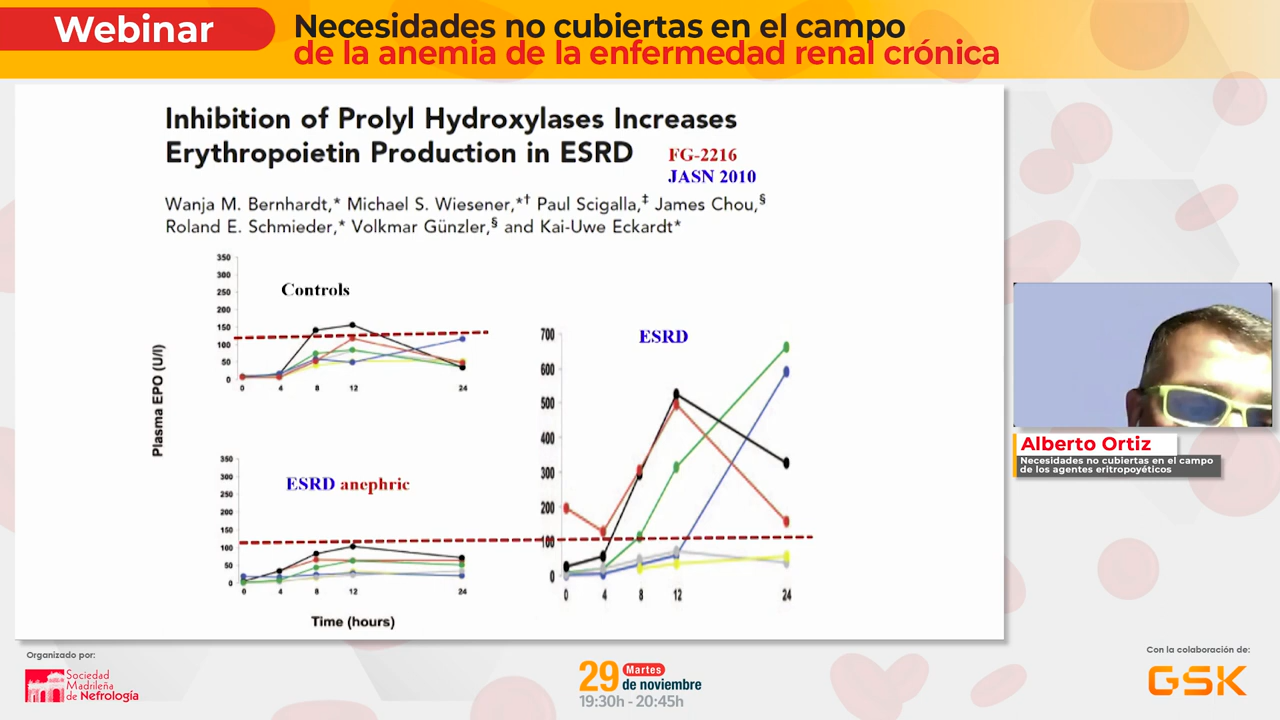 Webinar
Necesidades no cubiertas en el campo
de la anemia de la enfermedad renal crónica
Inhibition of Prolyl Hydroxylases Increases
Erythropoietin Production in ESRD
FG-2216
JASN 2010
Wanja M. Bernhardt,* Michael S. Wiesener,*† Paul Scigalla,‡ James Chou,§
Roland E. Schmieder,* Volkmar Günzler,§ and Kai-Uwe Eckardt*
Plasma EPO (U/l)
Controls
350
300
250
200
150
100
50
0
0 4 8 12 24
ESRD anephric
350
300
250
200
150
100
50
0
0 4 8 12 24
Time (hours)
ESRD
700
600
500
400
300
200
100
0
0 4 8 12 24
Alberto Ortiz
Necesidades no cubiertas en el campo
de los agentes eritropoyéticos
Organizado por:
Sociedad
Madrileña
de Nefrología
29 Martes
de noviembre
19:30h - 20:45h
Con la colaboración de:
GSK